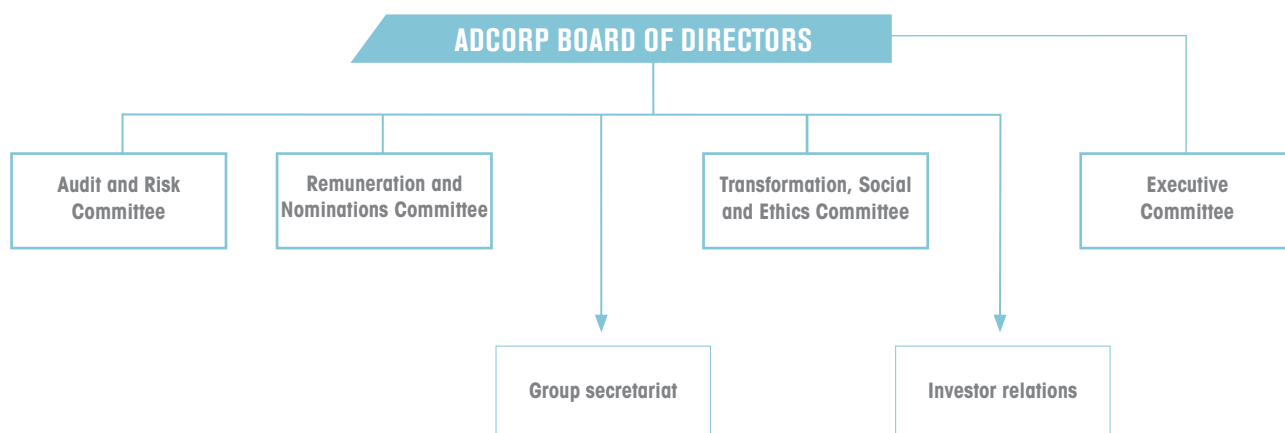 ADCORP BOARD OF DIRECTORS
Audit and Risk
Committee
Remuneration and
Nominations Committee
Transformation, Social
and Ethics Committee
Executive
Committee
Group secretariat
Investor relations